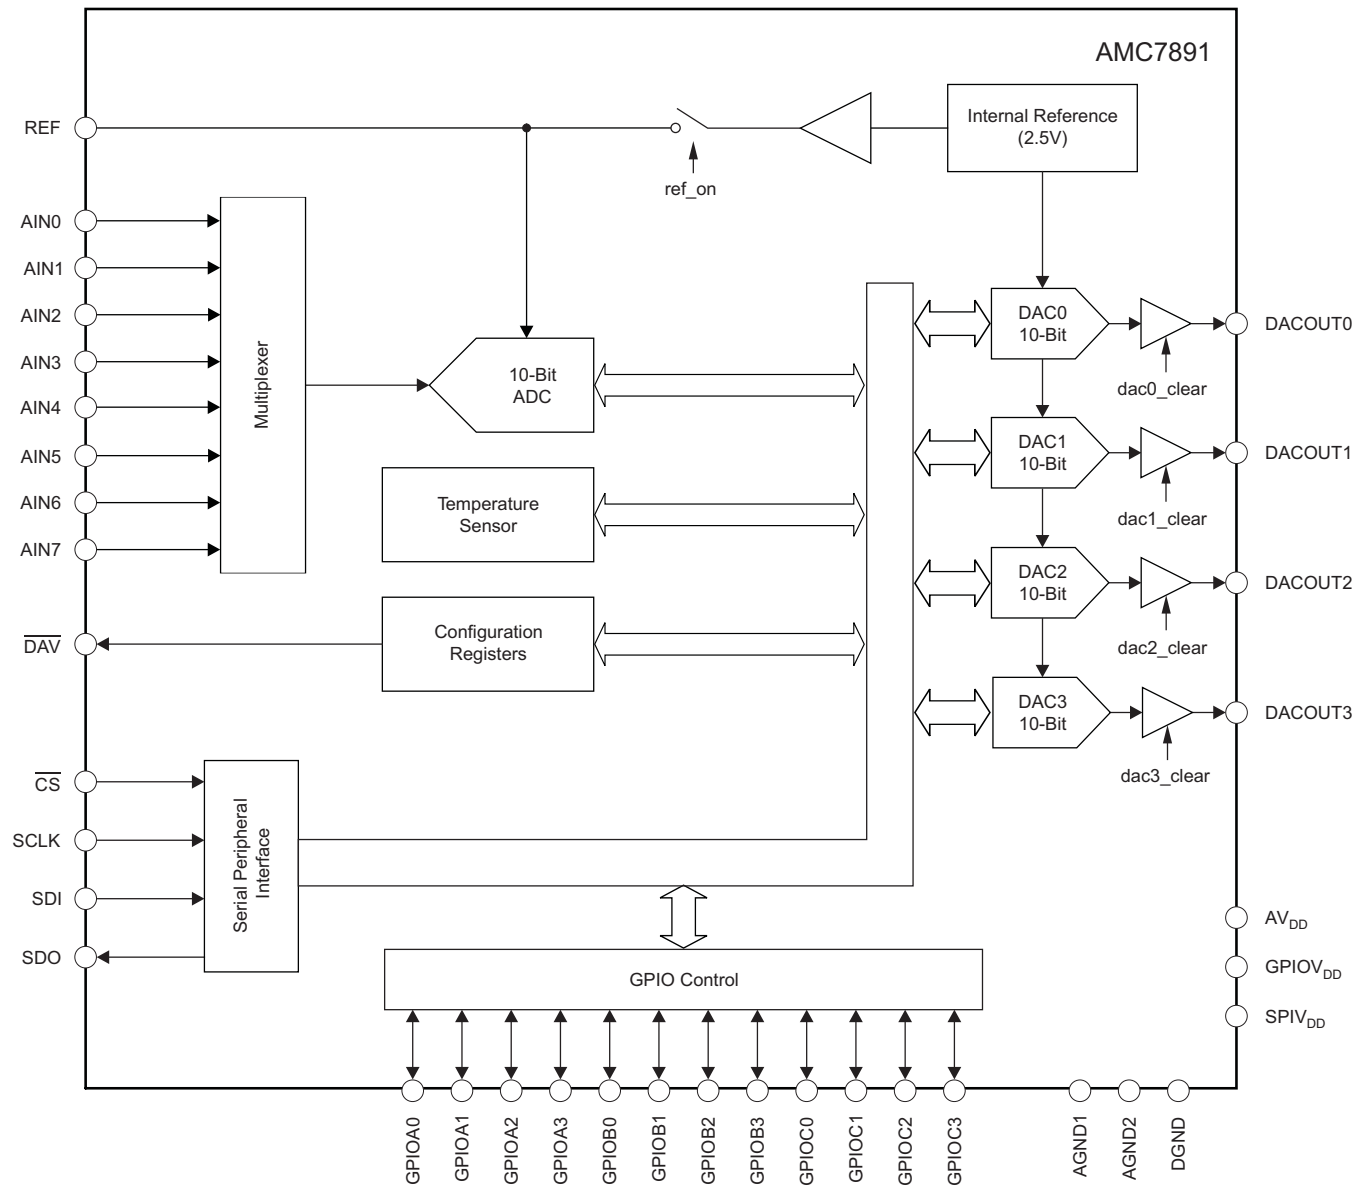 AMC7891
Internal Reference
(2.5V)
REF
ref_on
AIN0
AIN1
AIN2
AIN3
AIN4
AIN5
AIN6
AIN7
Multiplexer
10-Bit
ADC
Temperature
Sensor
Configuration
Registers
DAV
CS
SCLK
SDI
SDO
Serial Peripheral
Interface
DAC0
10-Bit
dac0_clear
DACOUT0
DAC1
10-Bit
dac1_clear
DACOUT1
DAC2
10-Bit
dac2_clear
DACOUT2
DAC3
10-Bit
dac3_clear
DACOUT3
AVDD
GPIOVDD
SPIVDD
GPIO Control
GPIOA0
GPIOA1
GPIOA2
GPIOA3
GPIOB0
GPIOB1
GPIOB2
GPIOB3
GPIOC0
GPIOC1
GPIOC2
GPIOC3
AGND1
AGND2
DGND